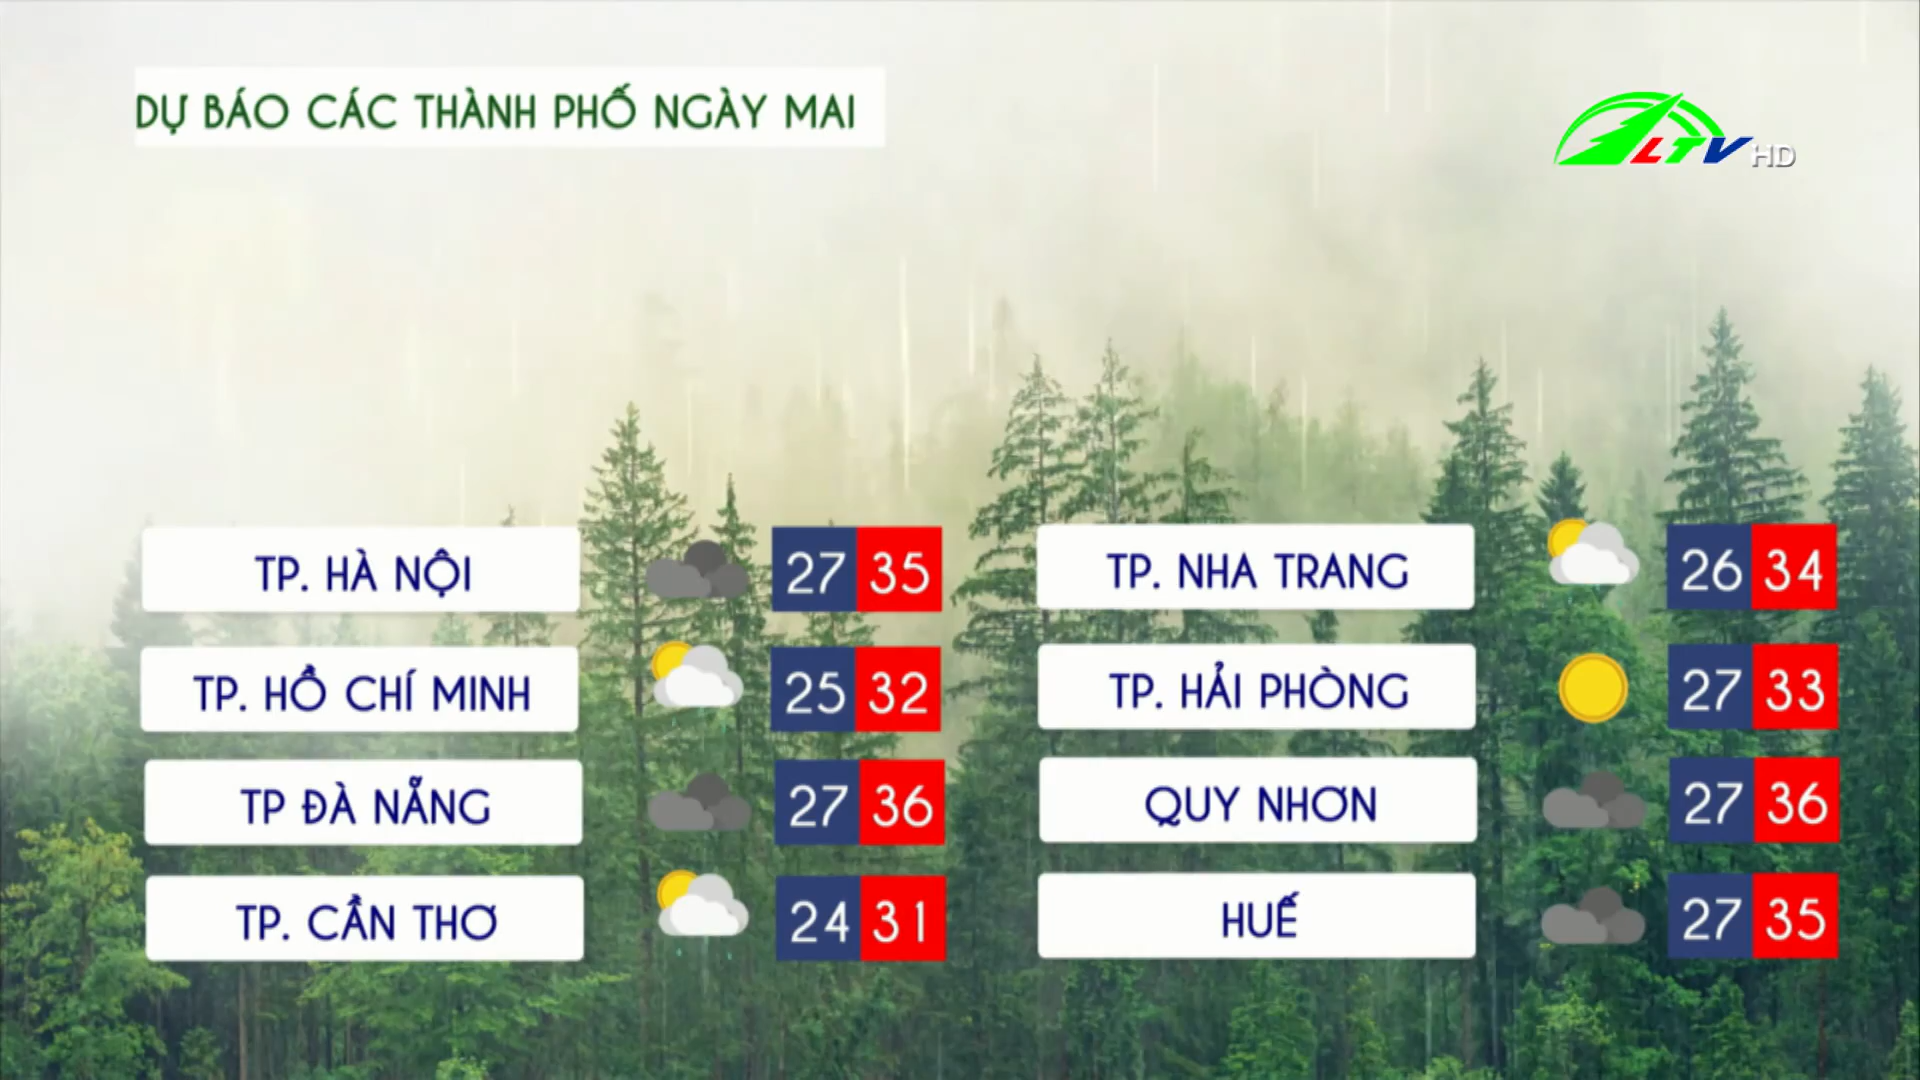 DỰ BÁO CÁC THÀNH PHỐ NGÀY MAI
LTV HD
TP. HÀ NỘI 27 35
TP. HỒ CHÍ MINH 25 32
TP ĐÀ NẴNG 27 36
TP. CẦN THƠ 24 31
TP. NHA TRANG 26 34
TP. HẢI PHÒNG 27 33
QUY NHƠN 27 36
HUẾ 27 35